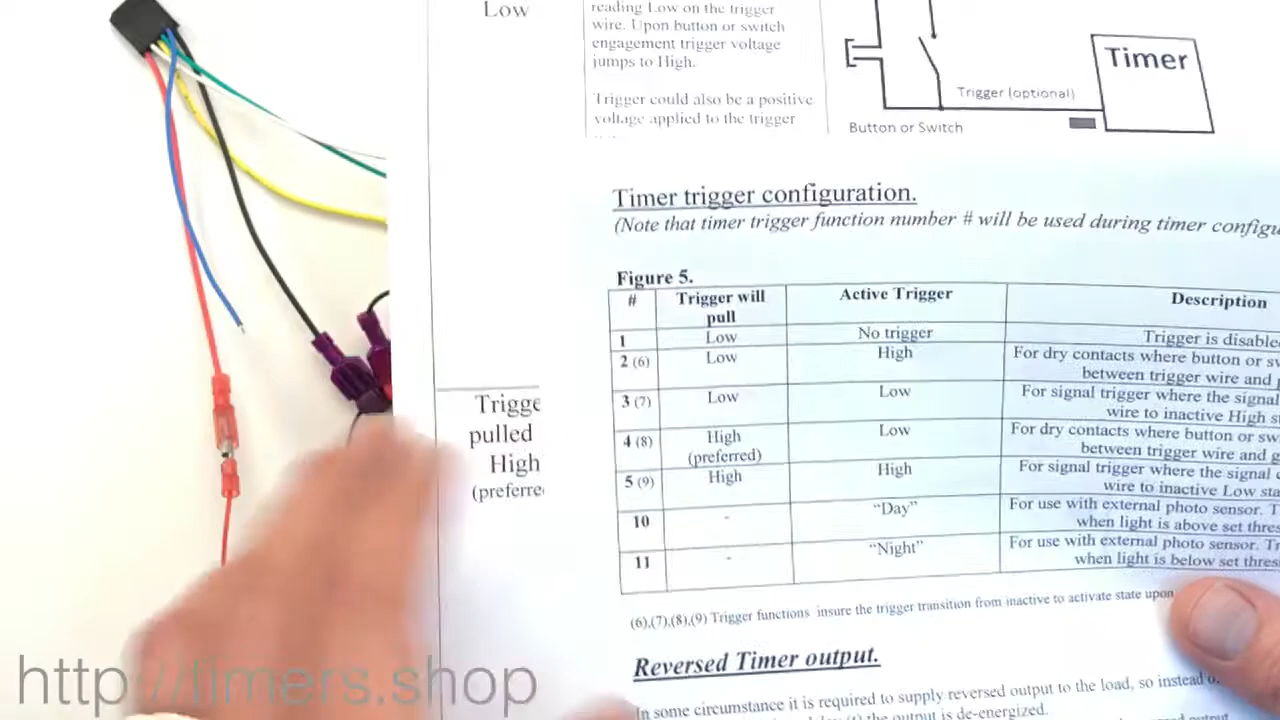 Low
reading Low on the trigger
wire. Upon button or switch
engagement trigger voltage
jumps to High.
Trigger could also be a positive
voltage applied to the trigger
Timer
Trigger (optional)
Button or Switch
Timer trigger configuration.
(Note that timer trigger function number # will be used during timer configu
Figure 5.
# Trigger will pull Active Trigger Description
1 Low No trigger Trigger is disable
2 (6) Low High For dry contacts where button or sw
between trigger wire and
3 (7) Low Low For signal trigger where the signal
wire to inactive High s
4 (8) High (preferred) Low For dry contacts where button or sw
between trigger wire and g
5 (9) High High For signal trigger where the signal c
wire to inactive Low sta
10 - "Day" For use with external photo sensor. T
when light is above set thres
11 - "Night" For use with external photo sensor. Tr
when light is below set thres
(6),(7),(8),(9) Trigger functions insure the trigger transition from inactive to activate state upon
Trigge
pulled
High
(preferre
Reversed Timer output.
In some circumstance it is required to supply reversed output to the load, so instead o
the output is de-energized.
http://timers.shop